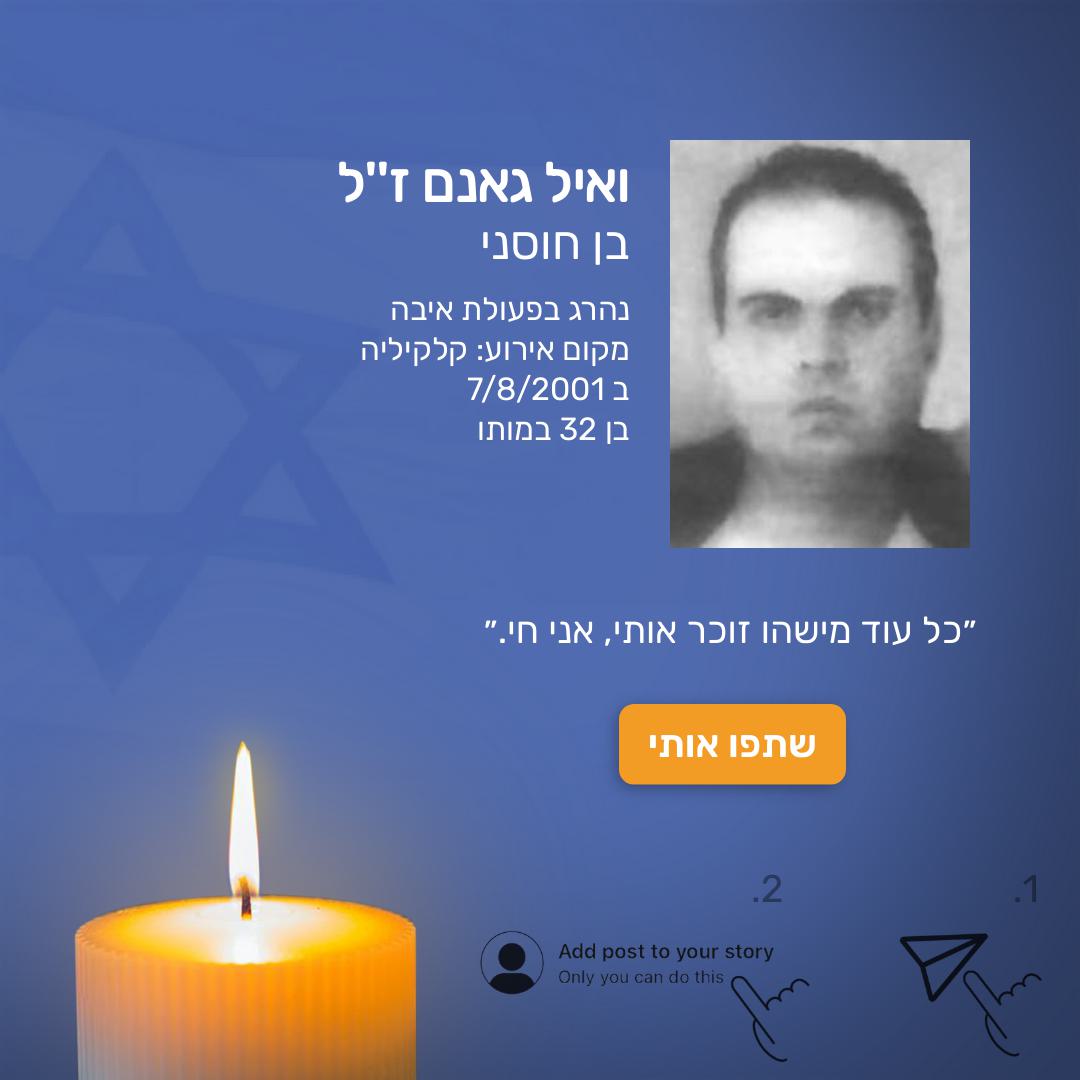 ואיל גאנם ז"ל
בן חוסני
נהרג בפעולת איבה
מקום אירוע: קלקיליה
ב 7/8/2001
בן 32 במותו
״כל עוד מישהו זוכר אותי, אני חי.״
שתפו אותי
1.
2.
Add post to your story
Only you can do this